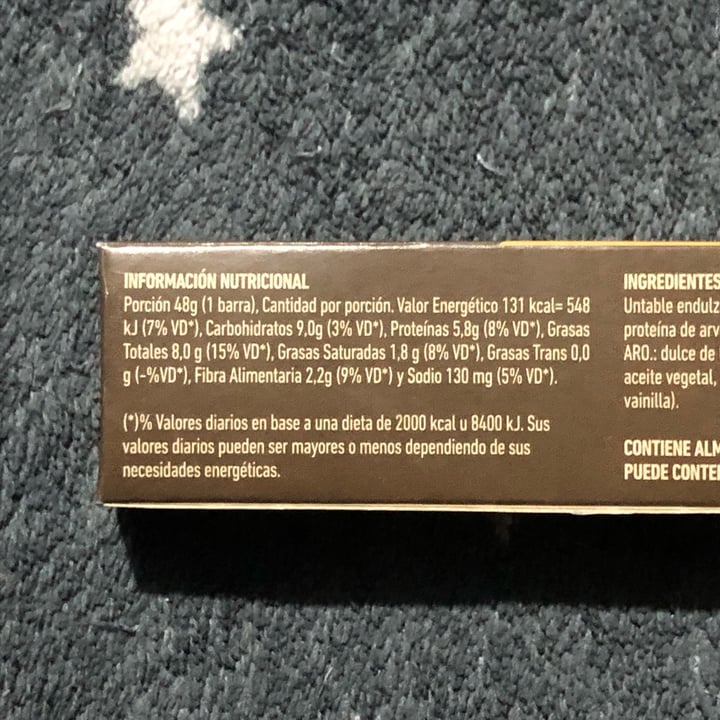 INFORMACIÓN NUTRICIONAL
Porción 48g (1 barra), Cantidad por porción. Valor Energético 131 kcal= 548
kJ (7% VD*), Carbohidratos 9,0g (3% VD*), Proteínas 5,8g (8% VD*), Grasas
Totales 8,0 g (15% VD*), Grasas Saturadas 1,8 g (8% VD*), Grasas Trans 0,0
g (-%VD*), Fibra Alimentaria 2,2g (9% VD*) y Sodio 130 mg (5% VD*).
(*)% Valores diarios en base a una dieta de 2000 kcal u 8400 kJ. Sus
valores diarios pueden ser mayores o menos dependiendo de sus
necesidades energéticas.
INGREDIENTES
Untable endulz
proteína de arv
ARO.: dulce de
aceite vegetal,
vainilla).
CONTIENE ALM
PUEDE CONTE